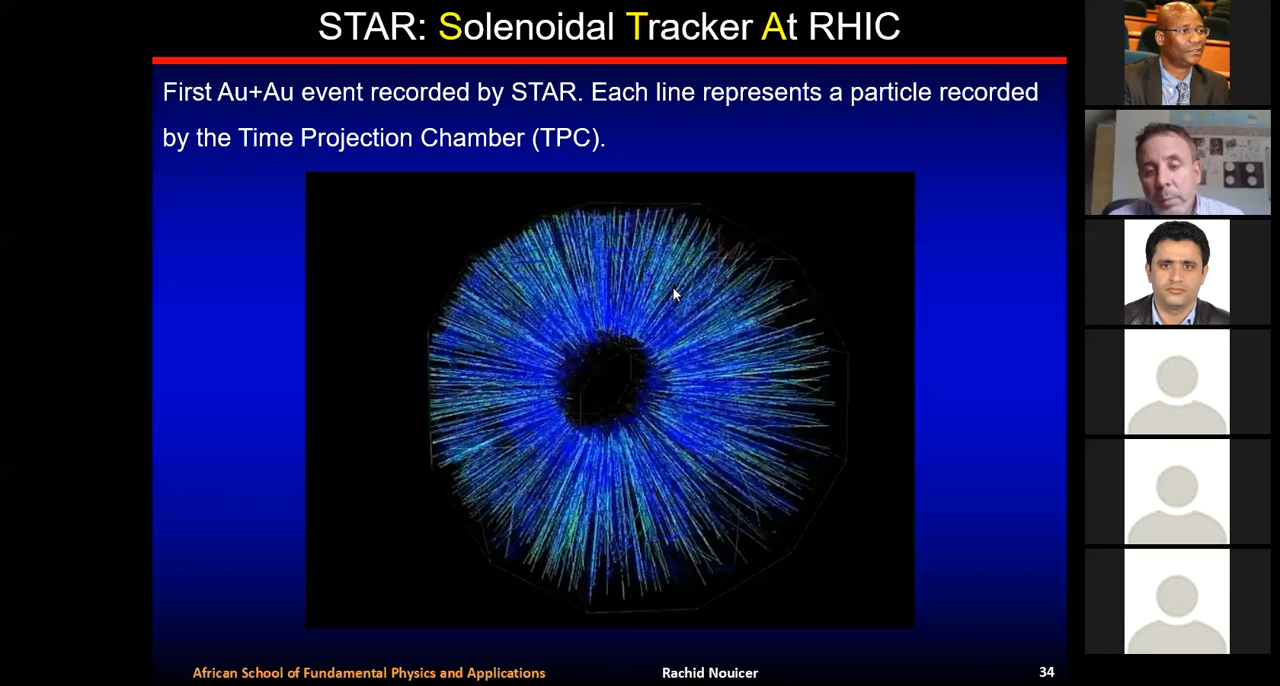 STAR: Solenoidal Tracker At RHIC
First Au+Au event recorded by STAR. Each line represents a particle recorded
by the Time Projection Chamber (TPC).
African School of Fundamental Physics and Applications
Rachid Nouicer
34